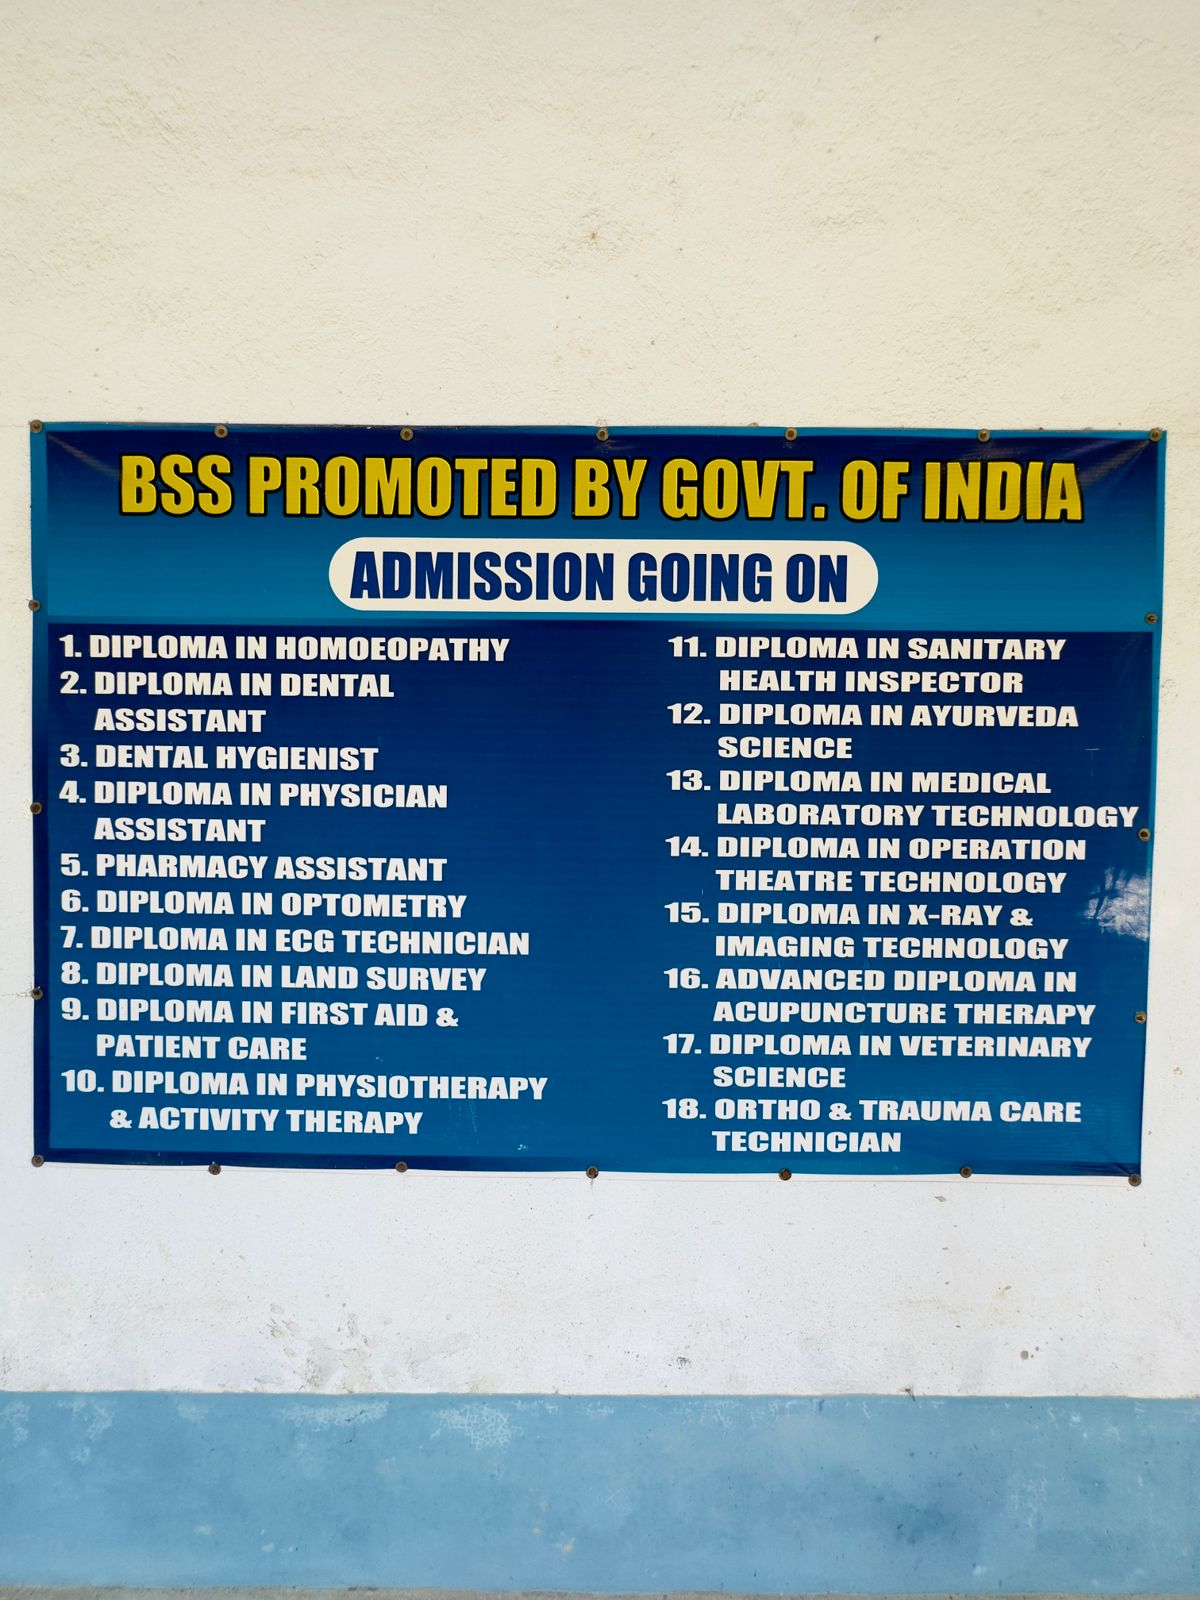 BSS PROMOTED BY GOVT. OF INDIA
ADMISSION GOING ON
1. DIPLOMA IN HOMOEOPATHY
2. DIPLOMA IN DENTAL
ASSISTANT
3. DENTAL HYGIENIST
4. DIPLOMA IN PHYSICIAN
ASSISTANT
5. PHARMACY ASSISTANT
6. DIPLOMA IN OPTOMETRY
7. DIPLOMA IN ECG TECHNICIAN
8. DIPLOMA IN LAND SURVEY
9. DIPLOMA IN FIRST AID &
PATIENT CARE
10. DIPLOMA IN PHYSIOTHERAPY
& ACTIVITY THERAPY
11. DIPLOMA IN SANITARY
HEALTH INSPECTOR
12. DIPLOMA IN AYURVEDA
SCIENCE
13. DIPLOMA IN MEDICAL
LABORATORY TECHNOLOGY
14. DIPLOMA IN OPERATION
THEATRE TECHNOLOGY
15. DIPLOMA IN X-RAY &
IMAGING TECHNOLOGY
16. ADVANCED DIPLOMA IN
ACUPUNCTURE THERAPY
17. DIPLOMA IN VETERINARY
SCIENCE
18. ORTHO & TRAUMA CARE
TECHNICIAN